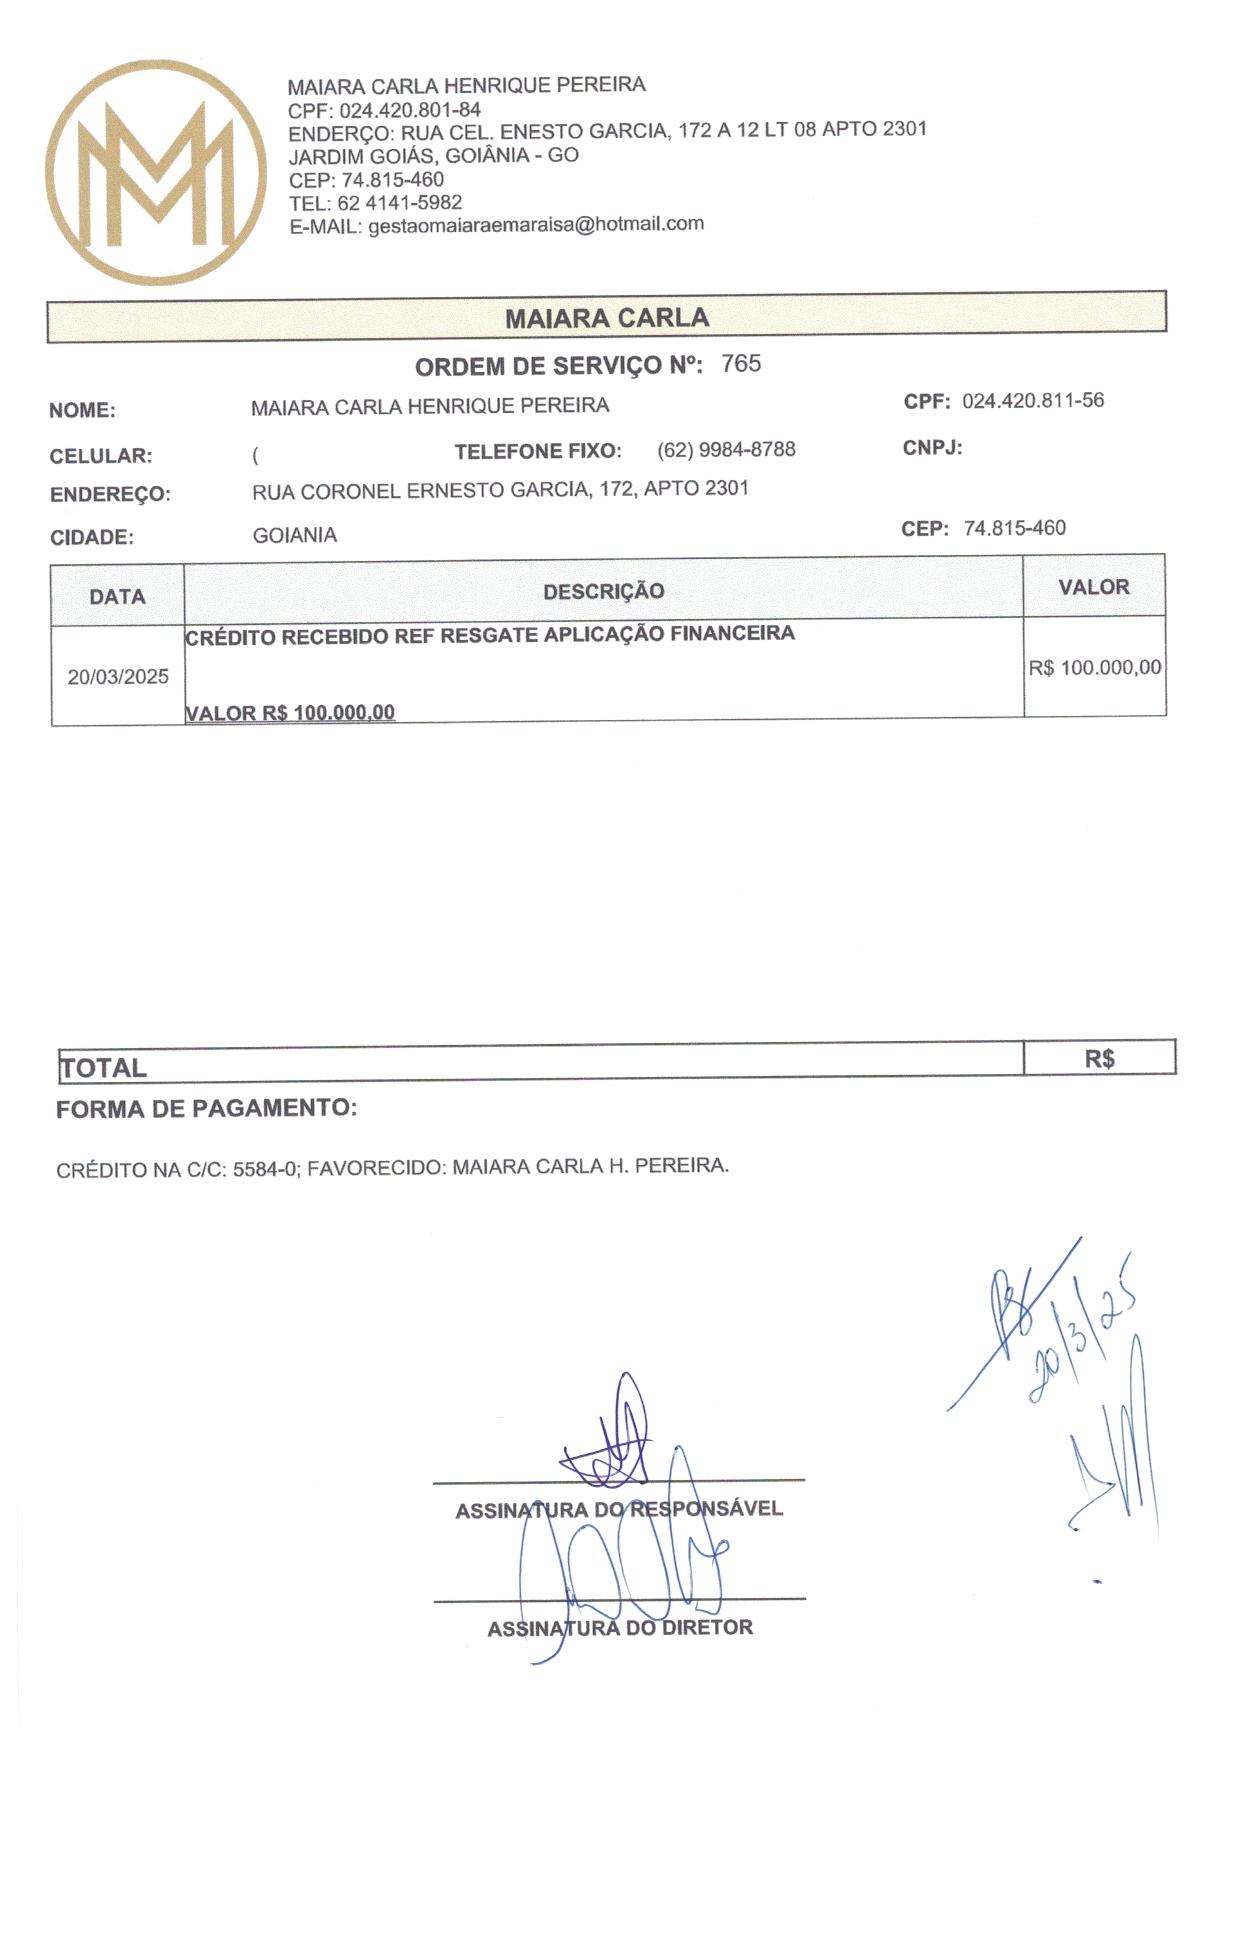 MAIARA CARLA HENRIQUE PEREIRA
CPF: 024.420.801-84
ENDERÇO: RUA CEL. ENESTO GARCIA, 172 A 12 LT 08 APTO 2301
JARDIM GOIÁS, GOIÂNIA - GO
CEP: 74.815-460
TEL: 62 4141-5982
E-MAIL: gestaomaiaraemaraisa@hotmail.com
MAIARA CARLA
ORDEM DE SERVIÇO Nº: 765
NOME: MAIARA CARLA HENRIQUE PEREIRA CPF: 024.420.811-56
CELULAR: ( TELEFONE FIXO: (62) 9984-8788 CNPJ:
ENDEREÇO: RUA CORONEL ERNESTO GARCIA, 172, APTO 2301
CIDADE: GOIANIA CEP: 74.815-460
DATA DESCRIÇÃO VALOR
CRÉDITO RECEBIDO REF RESGATE APLICAÇÃO FINANCEIRA
20/03/2025 R$ 100.000,00
VALOR R$ 100.000,00
TOTAL R$
FORMA DE PAGAMENTO:
CRÉDITO NA C/C: 5584-0; FAVORECIDO: MAIARA CARLA H. PEREIRA.
20/3/25
ASSINATURA DO RESPONSÁVEL
ASSINATURA DO DIRETOR